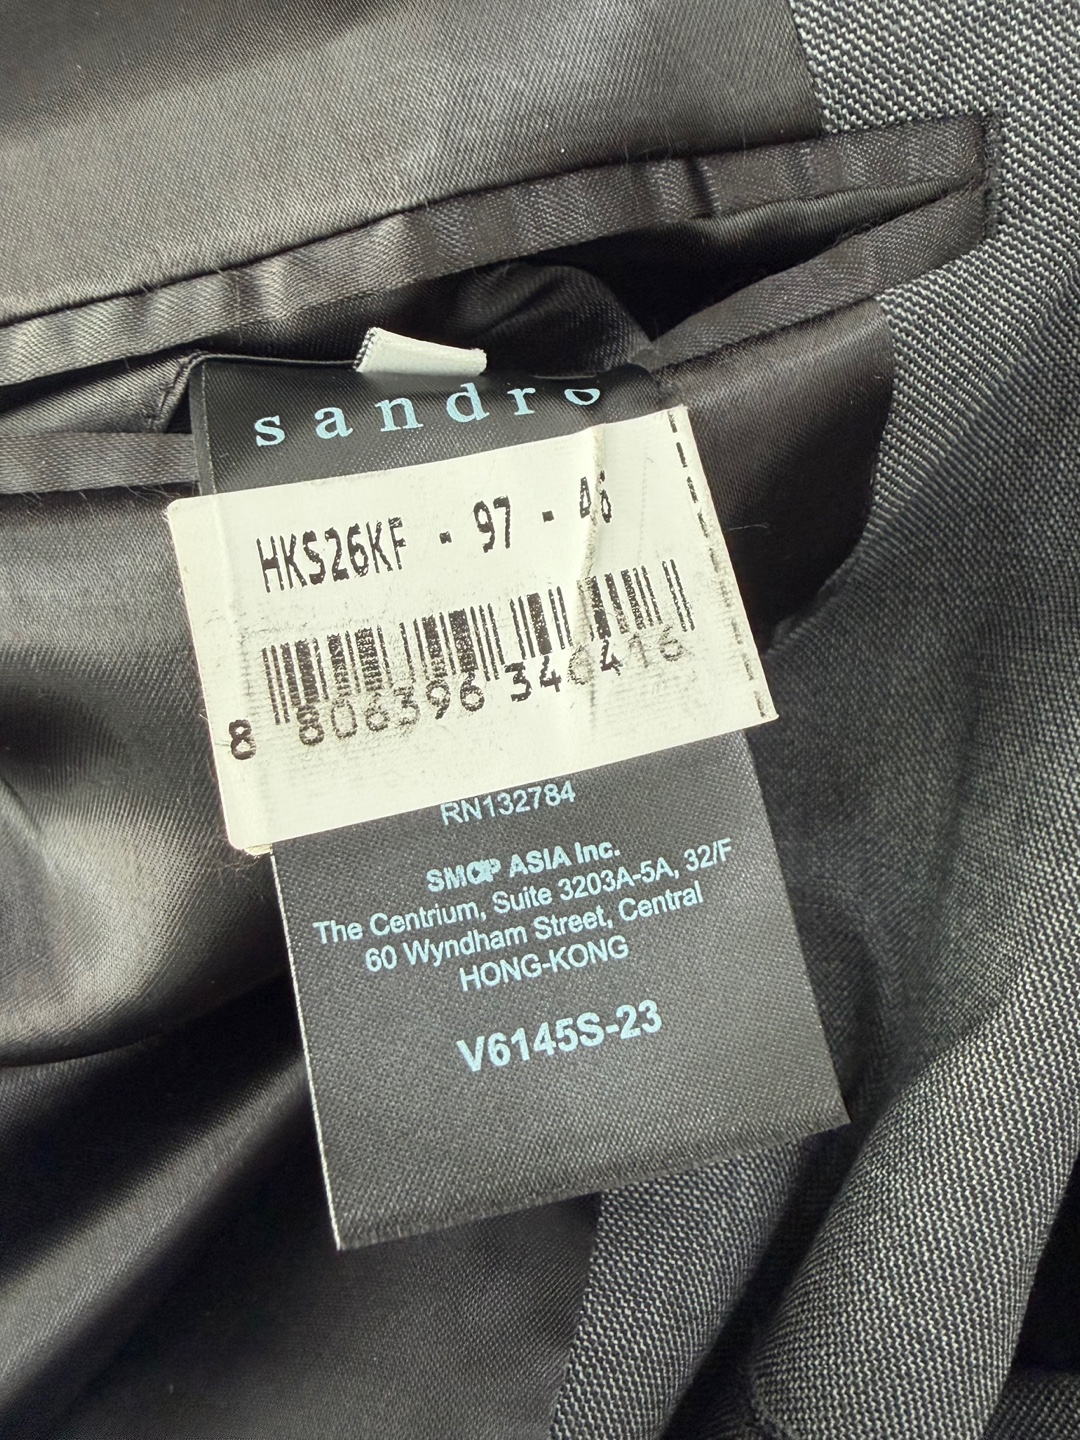 sandro
HKS26KF - 97 - 46
8 806396 346416
RN132784
SMCP ASIA Inc.
The Centrium, Suite 3203A-5A, 32/F
60 Wyndham Street, Central
HONG-KONG
V6145S-23